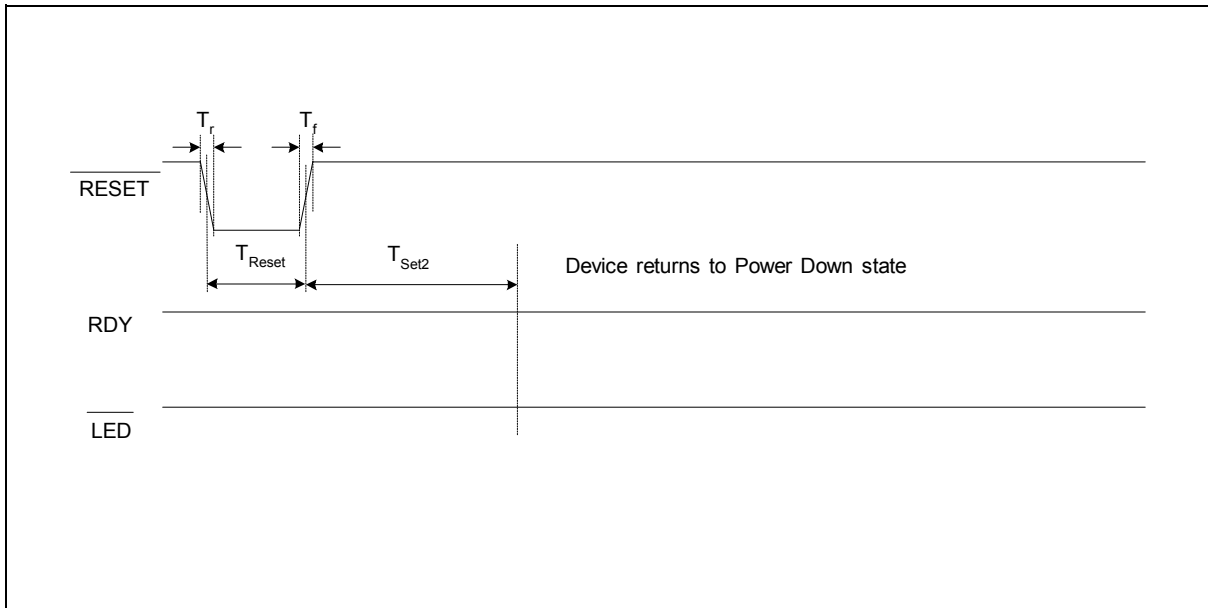 Tr
Tf
RESET
TReset
TSet2
Device returns to Power Down state
RDY
LED